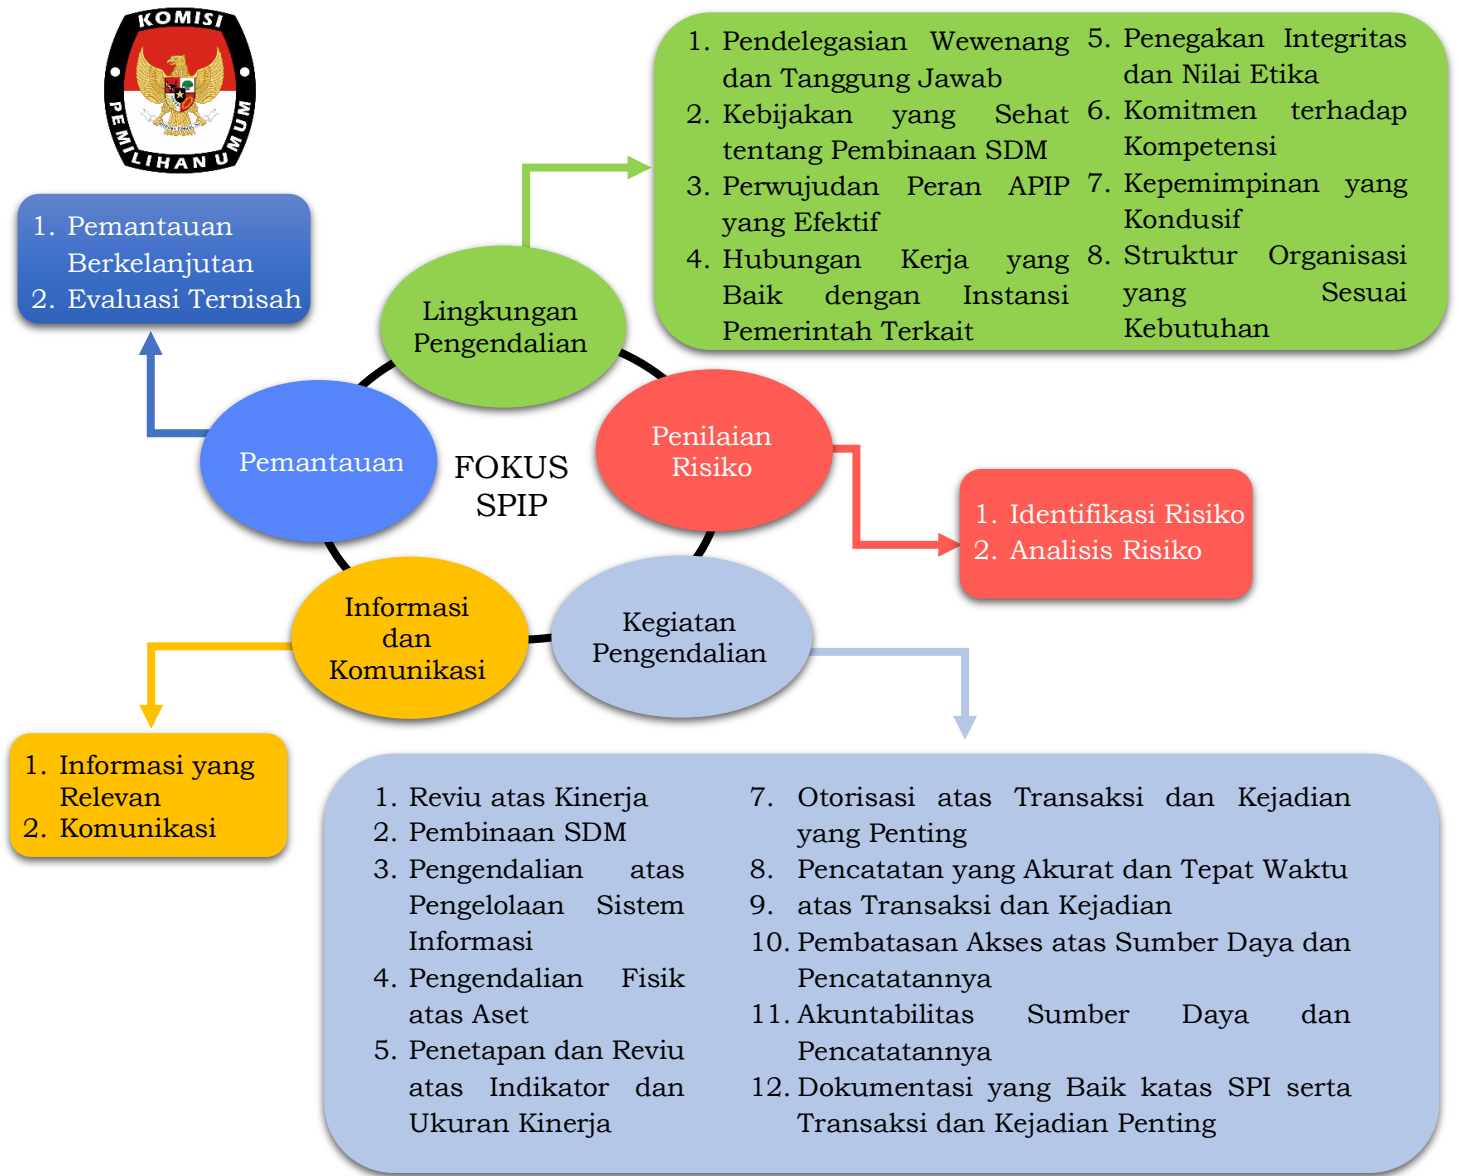 KOMISI
PEMILIHAN UMUM
1. Pendelegasian Wewenang
dan Tanggung Jawab
2. Kebijakan yang Sehat
tentang Pembinaan SDM
3. Perwujudan Peran APIP
yang Efektif
4. Hubungan Kerja yang
Baik dengan Instansi
Pemerintah Terkait
5. Penegakan Integritas
dan Nilai Etika
6. Komitmen terhadap
Kompetensi
7. Kepemimpinan yang
Kondusif
8. Struktur Organisasi
yang Sesuai
Kebutuhan
1. Pemantauan
Berkelanjutan
2. Evaluasi Terpisah
Lingkungan
Pengendalian
Pemantauan
FOKUS
SPIP
Penilaian
Risiko
1. Identifikasi Risiko
2. Analisis Risiko
Informasi
dan
Komunikasi
Kegiatan
Pengendalian
1. Informasi yang
Relevan
2. Komunikasi
1. Reviu atas Kinerja
2. Pembinaan SDM
3. Pengendalian atas
Pengelolaan Sistem
Informasi
4. Pengendalian Fisik
atas Aset
5. Penetapan dan Reviu
atas Indikator dan
Ukuran Kinerja
7. Otorisasi atas Transaksi dan Kejadian
yang Penting
8. Pencatatan yang Akurat dan Tepat Waktu
9. atas Transaksi dan Kejadian
10. Pembatasan Akses atas Sumber Daya dan
Pencatatannya
11. Akuntabilitas Sumber Daya dan
Pencatatannya
12. Dokumentasi yang Baik katas SPI serta
Transaksi dan Kejadian Penting